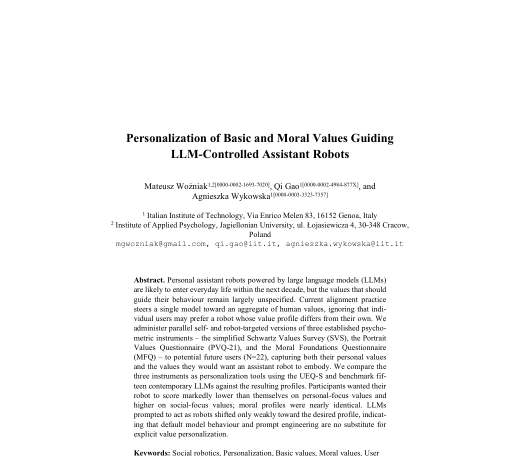 Personalization of Basic and Moral Values Guiding
LLM-Controlled Assistant Robots
Mateusz Woźniak1,2[0000-0002-1693-7020], Qi Gao1[0000-0002-4964-877X], and
Agnieszka Wykowska1[0000-0003-3323-7357]
1 Italian Institute of Technology, Via Enrico Melen 83, 16152 Genoa, Italy
2 Institute of Applied Psychology, Jagiellonian University, ul. Łojasiewicza 4, 30-348 Cracow,
Poland
mgwozniak@gmail.com, qi.gao@iit.it, agnieszka.wykowska@iit.it
Abstract. Personal assistant robots powered by large language models (LLMs)
are likely to enter everyday life within the next decade, but the values that should
guide their behaviour remain largely unspecified. Current alignment practice
steers a single model toward an aggregate of human values, ignoring that indi-
vidual users may prefer a robot whose value profile differs from their own. We
administer parallel self- and robot-targeted versions of three established psycho-
metric instruments – the simplified Schwartz Values Survey (SVS), the Portrait
Values Questionnaire (PVQ-21), and the Moral Foundations Questionnaire
(MFQ) – to potential future users (N=22), capturing both their personal values
and the values they would want an assistant robot to embody. We compare the
three instruments as personalization tools using the UEQ-S and benchmark fif-
teen contemporary LLMs against the resulting profiles. Participants wanted their
robot to score markedly lower than themselves on personal-focus values and
higher on social-focus values; moral profiles were nearly identical. LLMs
prompted to act as robots shifted only weakly toward the desired profile, indicat-
ing that default model behaviour and prompt engineering are no substitute for
explicit value personalization.
Keywords: Social robotics, Personalization, Basic values, Moral values, User